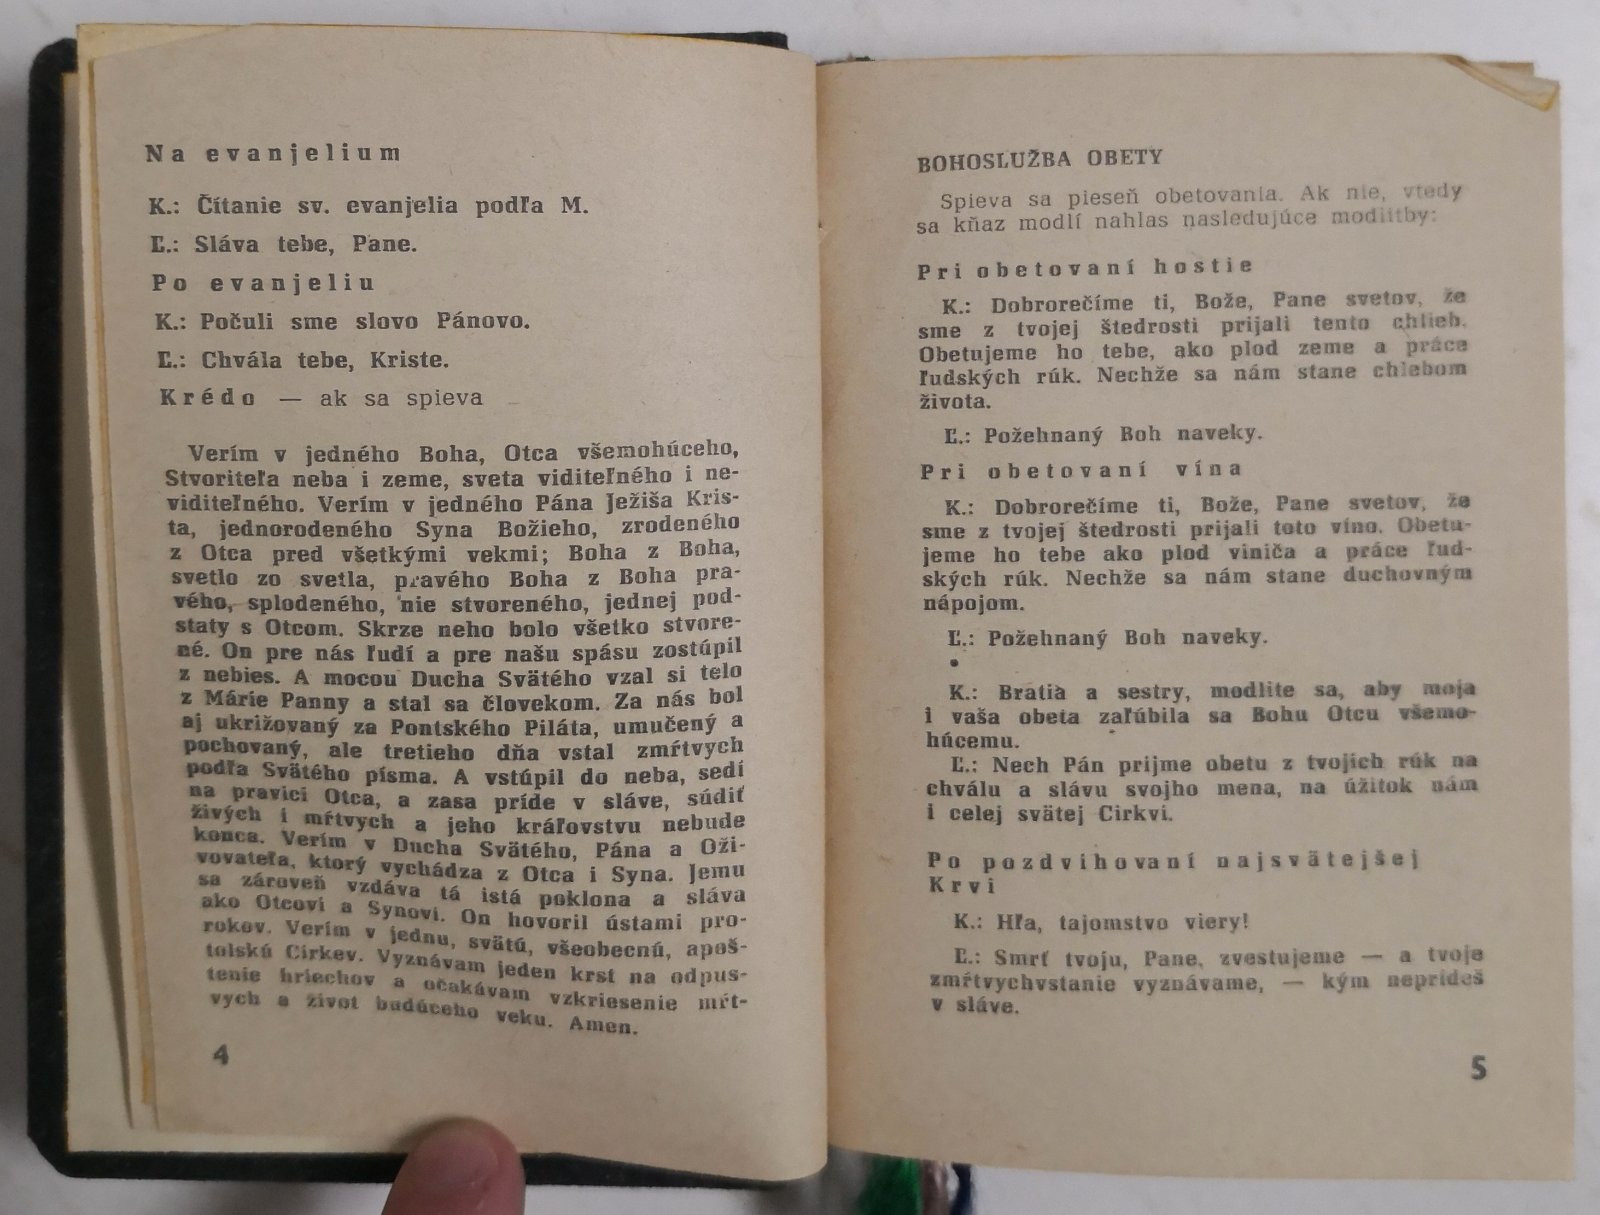 Na evanjelium
K.: Čítanie sv. evanjelia podľa M.
Ľ.: Sláva tebe, Pane.
Po evanjeliu
K.: Počuli sme slovo Pánovo.
Ľ.: Chvála tebe, Kriste.
Krédo — ak sa spieva
Verím v jedného Boha, Otca všemohúceho,
Stvoriteľa neba i zeme, sveta viditeľného i ne-
viditeľného. Verím v jedného Pána Ježiša Kris-
ta, jednorodeného Syna Božieho, zrodeného
z Otca pred všetkými vekmi; Boha z Boha,
svetlo zo svetla, pravého Boha z Boha pra-
vého, splodeného, nie stvoreného, jednej pod-
staty s Otcom. Skrze neho bolo všetko stvore-
né. On pre nás ľudí a pre našu spásu zostúpil
z nebies. A mocou Ducha Svätého vzal si telo
z Márie Panny a stal sa človekom. Za nás bol
aj ukrižovaný za Pontského Piláta, umučený a
pochovaný, ale tretieho dňa vstal zmŕtvych
podľa Svätého písma. A vstúpil do neba, sedí
na pravici Otca, a zasa príde v sláve, súdiť
živých i mŕtvych a jeho kráľovstvu nebude
konca. Verím v Ducha Svätého, Pána a Oži-
vovateľa, ktorý vychádza z Otca i Syna. Jemu
sa zároveň vzdáva tá istá poklona a sláva
ako Otcovi a Synovi. On hovoril ústami pro-
rokov. Verím v jednu, svätú, všeobecnú, apoš-
tolskú Cirkev. Vyznávam jeden krst na odpus-
tenie hriechov a očakávam vzkriesenie mŕt-
vych a život budúceho veku. Amen.
4
BOHOSLUŽBA OBETY
Spieva sa pieseň obetovania. Ak nie, vtedy
sa kňaz modlí nahlas nasledujúce modlitby:
Pri obetovaní hostie
K.: Dobrorečíme ti, Bože, Pane svetov, že
sme z tvojej štedrosti prijali tento chlieb.
Obetujeme ho tebe, ako plod zeme a práce
ľudských rúk. Nechže sa nám stane chlebom
života.
Ľ.: Požehnaný Boh naveky.
Pri obetovaní vína
K.: Dobrorečíme ti, Bože, Pane svetov, že
sme z tvojej štedrosti prijali toto víno. Obetu-
jeme ho tebe ako plod viniča a práce ľud-
ských rúk. Nechže sa nám stane duchovným
nápojom.
Ľ.: Požehnaný Boh naveky.
•
K.: Bratia a sestry, modlite sa, aby moja
i vaša obeta zaľúbila sa Bohu Otcu všemo-
húcemu.
Ľ.: Nech Pán prijme obetu z tvojich rúk na
chválu a slávu svojho mena, na úžitok nám
i celej svätej Cirkvi.
Po pozdvihovaní najsvätejšej
Krvi
K.: Hľa, tajomstvo viery!
Ľ.: Smrť tvoju, Pane, zvestujeme — a tvoje
zmŕtvychvstanie vyznávame, — kým neprídeš
v sláve.
5